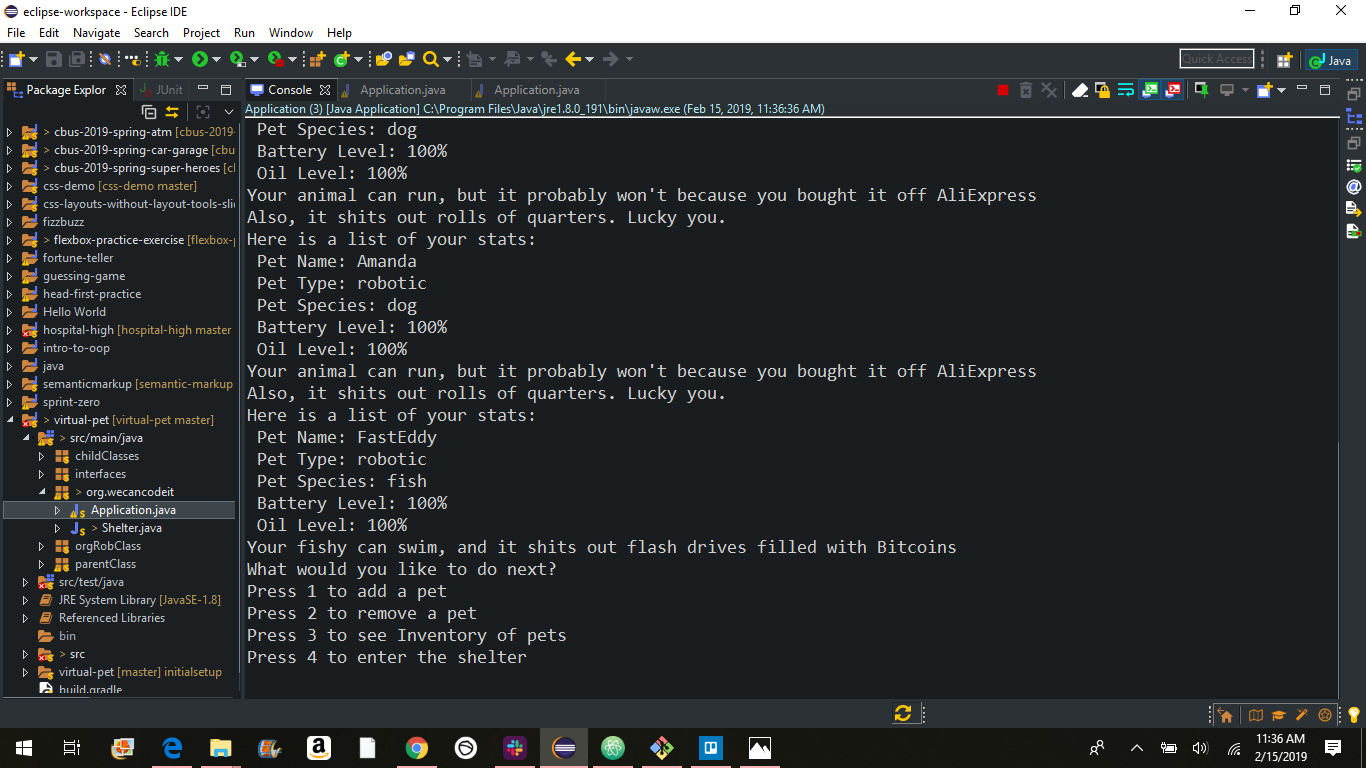 eclipse-workspace - Eclipse IDE
File Edit Navigate Search Project Run Window Help
Quick Access
Java
Package Explor
JUnit
Console
Application.java
Application.java
Application (3) [Java Application] C:\Program Files\Java\jre1.8.0_191\bin\javaw.exe (Feb 15, 2019, 11:36:36 AM)
> cbus-2019-spring-atm [cbus-2019-
> cbus-2019-spring-car-garage [cbu
> cbus-2019-spring-super-heroes [cl
css-demo [css-demo master]
css-layouts-without-layout-tools-slid
fizzbuzz
> flexbox-practice-exercise [flexbox-p
fortune-teller
guessing-game
head-first-practice
Hello World
hospital-high [hospital-high master
intro-to-oop
java
semanticmarkup [semantic-markup
sprint-zero
> virtual-pet [virtual-pet master]
> src/main/java
childClasses
interfaces
> org.wecancodeit
Application.java
> Shelter.java
orgRobClass
parentClass
src/test/java
JRE System Library [JavaSE-1.8]
Referenced Libraries
bin
> src
virtual-pet [master] initialsetup
build.gradle
Pet Species: dog
Battery Level: 100%
Oil Level: 100%
Your animal can run, but it probably won't because you bought it off AliExpress
Also, it shits out rolls of quarters. Lucky you.
Here is a list of your stats:
Pet Name: Amanda
Pet Type: robotic
Pet Species: dog
Battery Level: 100%
Oil Level: 100%
Your animal can run, but it probably won't because you bought it off AliExpress
Also, it shits out rolls of quarters. Lucky you.
Here is a list of your stats:
Pet Name: FastEddy
Pet Type: robotic
Pet Species: fish
Battery Level: 100%
Oil Level: 100%
Your fishy can swim, and it shits out flash drives filled with Bitcoins
What would you like to do next?
Press 1 to add a pet
Press 2 to remove a pet
Press 3 to see Inventory of pets
Press 4 to enter the shelter
11:36 AM
2/15/2019